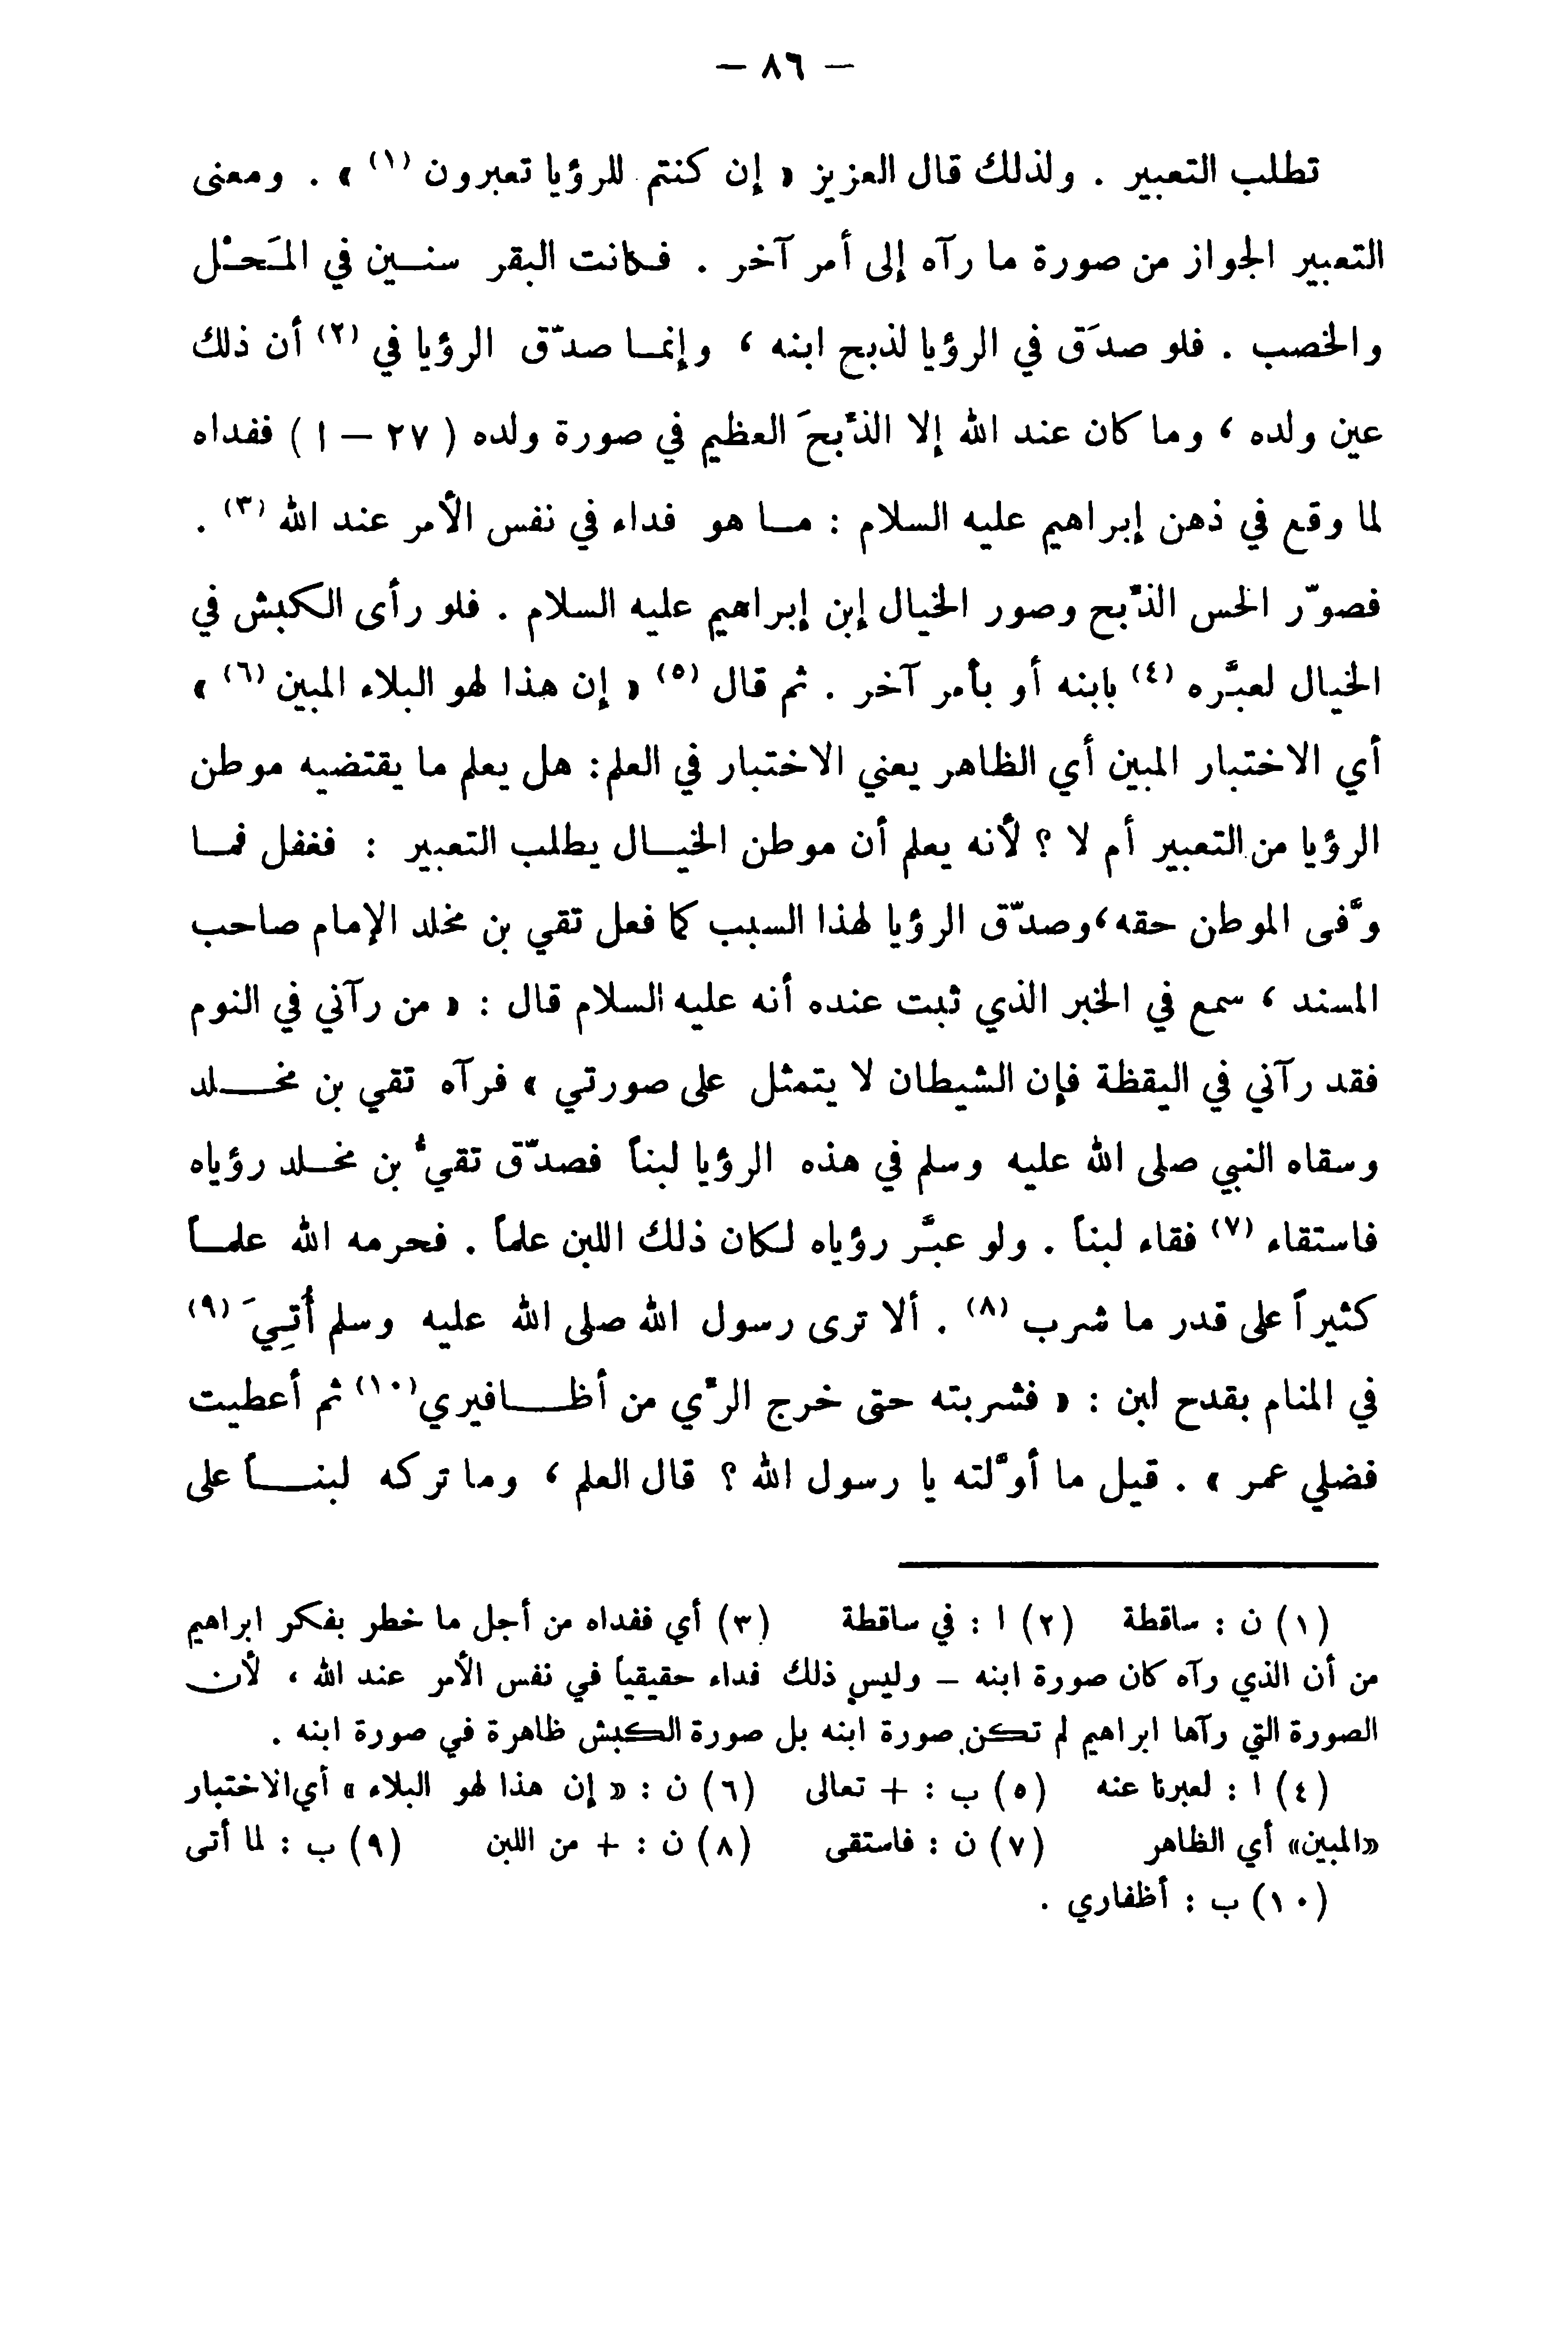 — ٨٦ —
تطلب التعبير . ولذلك قال العزيز « إن كنتم للرؤيا تعبرون (١) » . ومعنى
التعبير الجواز من صورة ما رآه إلى أمر آخر . فكانت البقر سنين في المَحْل
والخصب . فلو صدَق في الرؤيا لذبح ابنه ، وإنما صدّق الرؤيا في (٢) أن ذلك
عين ولده ، وما كان عند الله إلا الذِّبحَ العظيم في صورة ولده ( ٢٧ – ا ) ففداه
لما وقع في ذهن إبراهيم عليه السلام : ما هو فداء في نفس الأمر عند الله (٣) .
فصوّر الحس الذِّبح وصور الخيال إبن إبراهيم عليه السلام . فلو رأى الكبش في
الخيال لعبَّره (٤) بابنه أو بأمر آخر . ثم قال (٥) « إن هذا لهو البلاء المبين (٦) »
أي الاختبار المبين أي الظاهر يعني الاختبار في العلم: هل يعلم ما يقتضيه موطن
الرؤيا من التعبير أم لا ؟ لأنه يعلم أن موطن الخيال يطلب التعبير : فغفل فما
وفَّى الموطن حقه، وصدّق الرؤيا لهذا السبب كما فعل تقي بن مخلد الإمام صاحب
المسند ، سمع في الخبر الذي ثبت عنده أنه عليه السلام قال : « من رآني في النوم
فقد رآني في اليقظة فإن الشيطان لا يتمثل على صورتي » فرآه تقي بن مخلد
وسقاه النبي صلى الله عليه وسلم في هذه الرؤيا لبناً فصدّق تقيُّ بن مخلد رؤياه
فاستقاء (٧) فقاء لبناً . ولو عبَّر رؤياه لكان ذلك اللبن علماً . فحرمه الله علماً
كثيراً على قدر ما شرب (٨) . ألا ترى رسول الله صلى الله عليه وسلم أُتِيَ (٩)
في المنام بقدح لبن : « فشربته حتى خرج الرِّي من أظافيري (١٠) ثم أعطيت
فضلي عمر » . قيل ما أوَّلته يا رسول الله ؟ قال العلم ، وما تركه لبناً على
(١) ن : ساقطة (٢) ا : في ساقطة (٣) أي ففداه من أجل ما خطر بفكر ابراهيم
من أن الذي رآه كان صورة ابنه – وليس ذلك فداء حقيقياً في نفس الأمر عند الله ، لأن
الصورة التي رآها ابراهيم لم تكن صورة ابنه بل صورة الكبش ظاهرة في صورة ابنه .
(٤) ا : لعبرنا عنه (٥) ب : + تعالى (٦) ن : « إن هذا لهو البلاء » أي الاختبار
«المبين» أي الظاهر (٧) ن : فاستقى (٨) ن : + من اللبن (٩) ب : لما أتى
(١٠) ب : أظفاري .